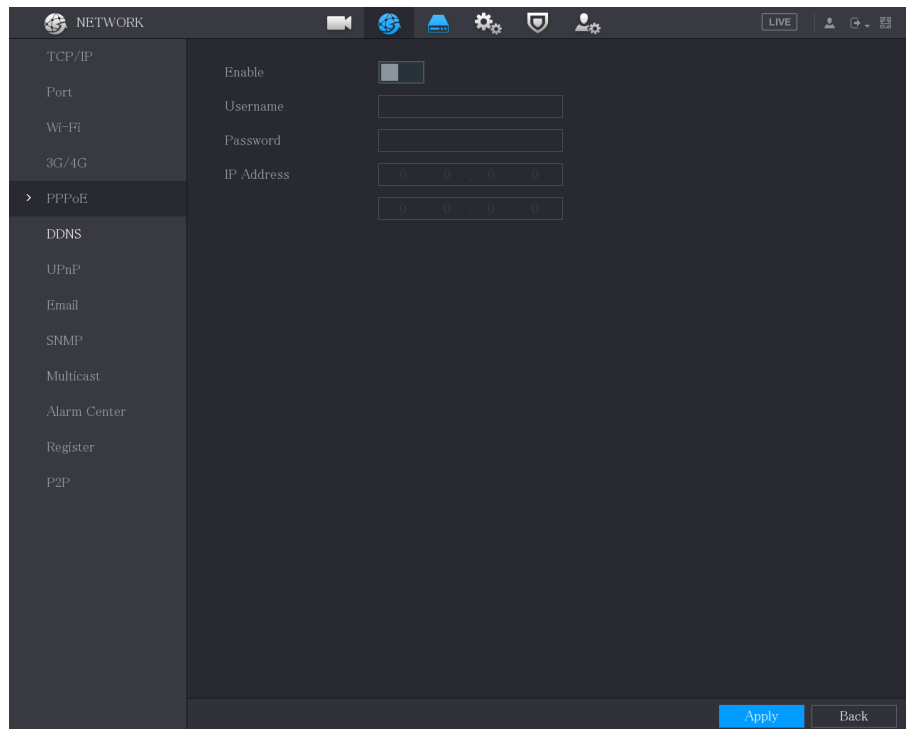 NETWORK
LIVE
TCP/IP
Port
Wi-Fi
3G/4G
PPPoE
DDNS
UPnP
Email
SNMP
Multicast
Alarm Center
Register
P2P
Enable
Username
Password
IP Address
0 . 0 . 0 . 0
0 . 0 . 0 . 0
Apply
Back